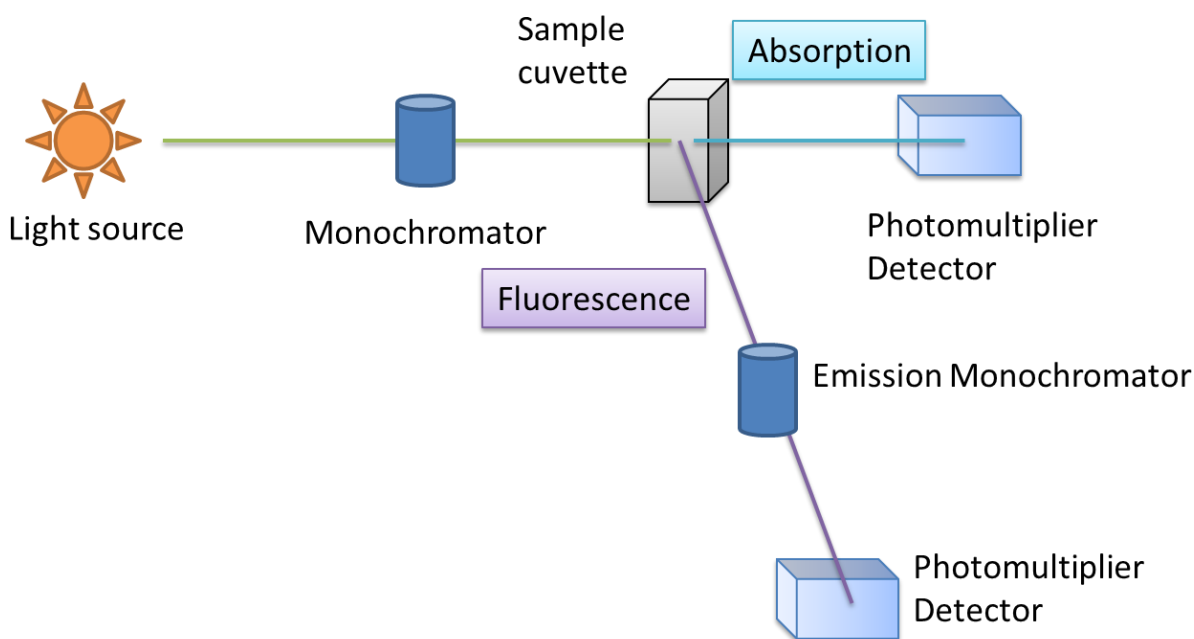 Sample
cuvette
Absorption
Light source
Monochromator
Photomultiplier
Detector
Fluorescence
Emission Monochromator
Photomultiplier
Detector